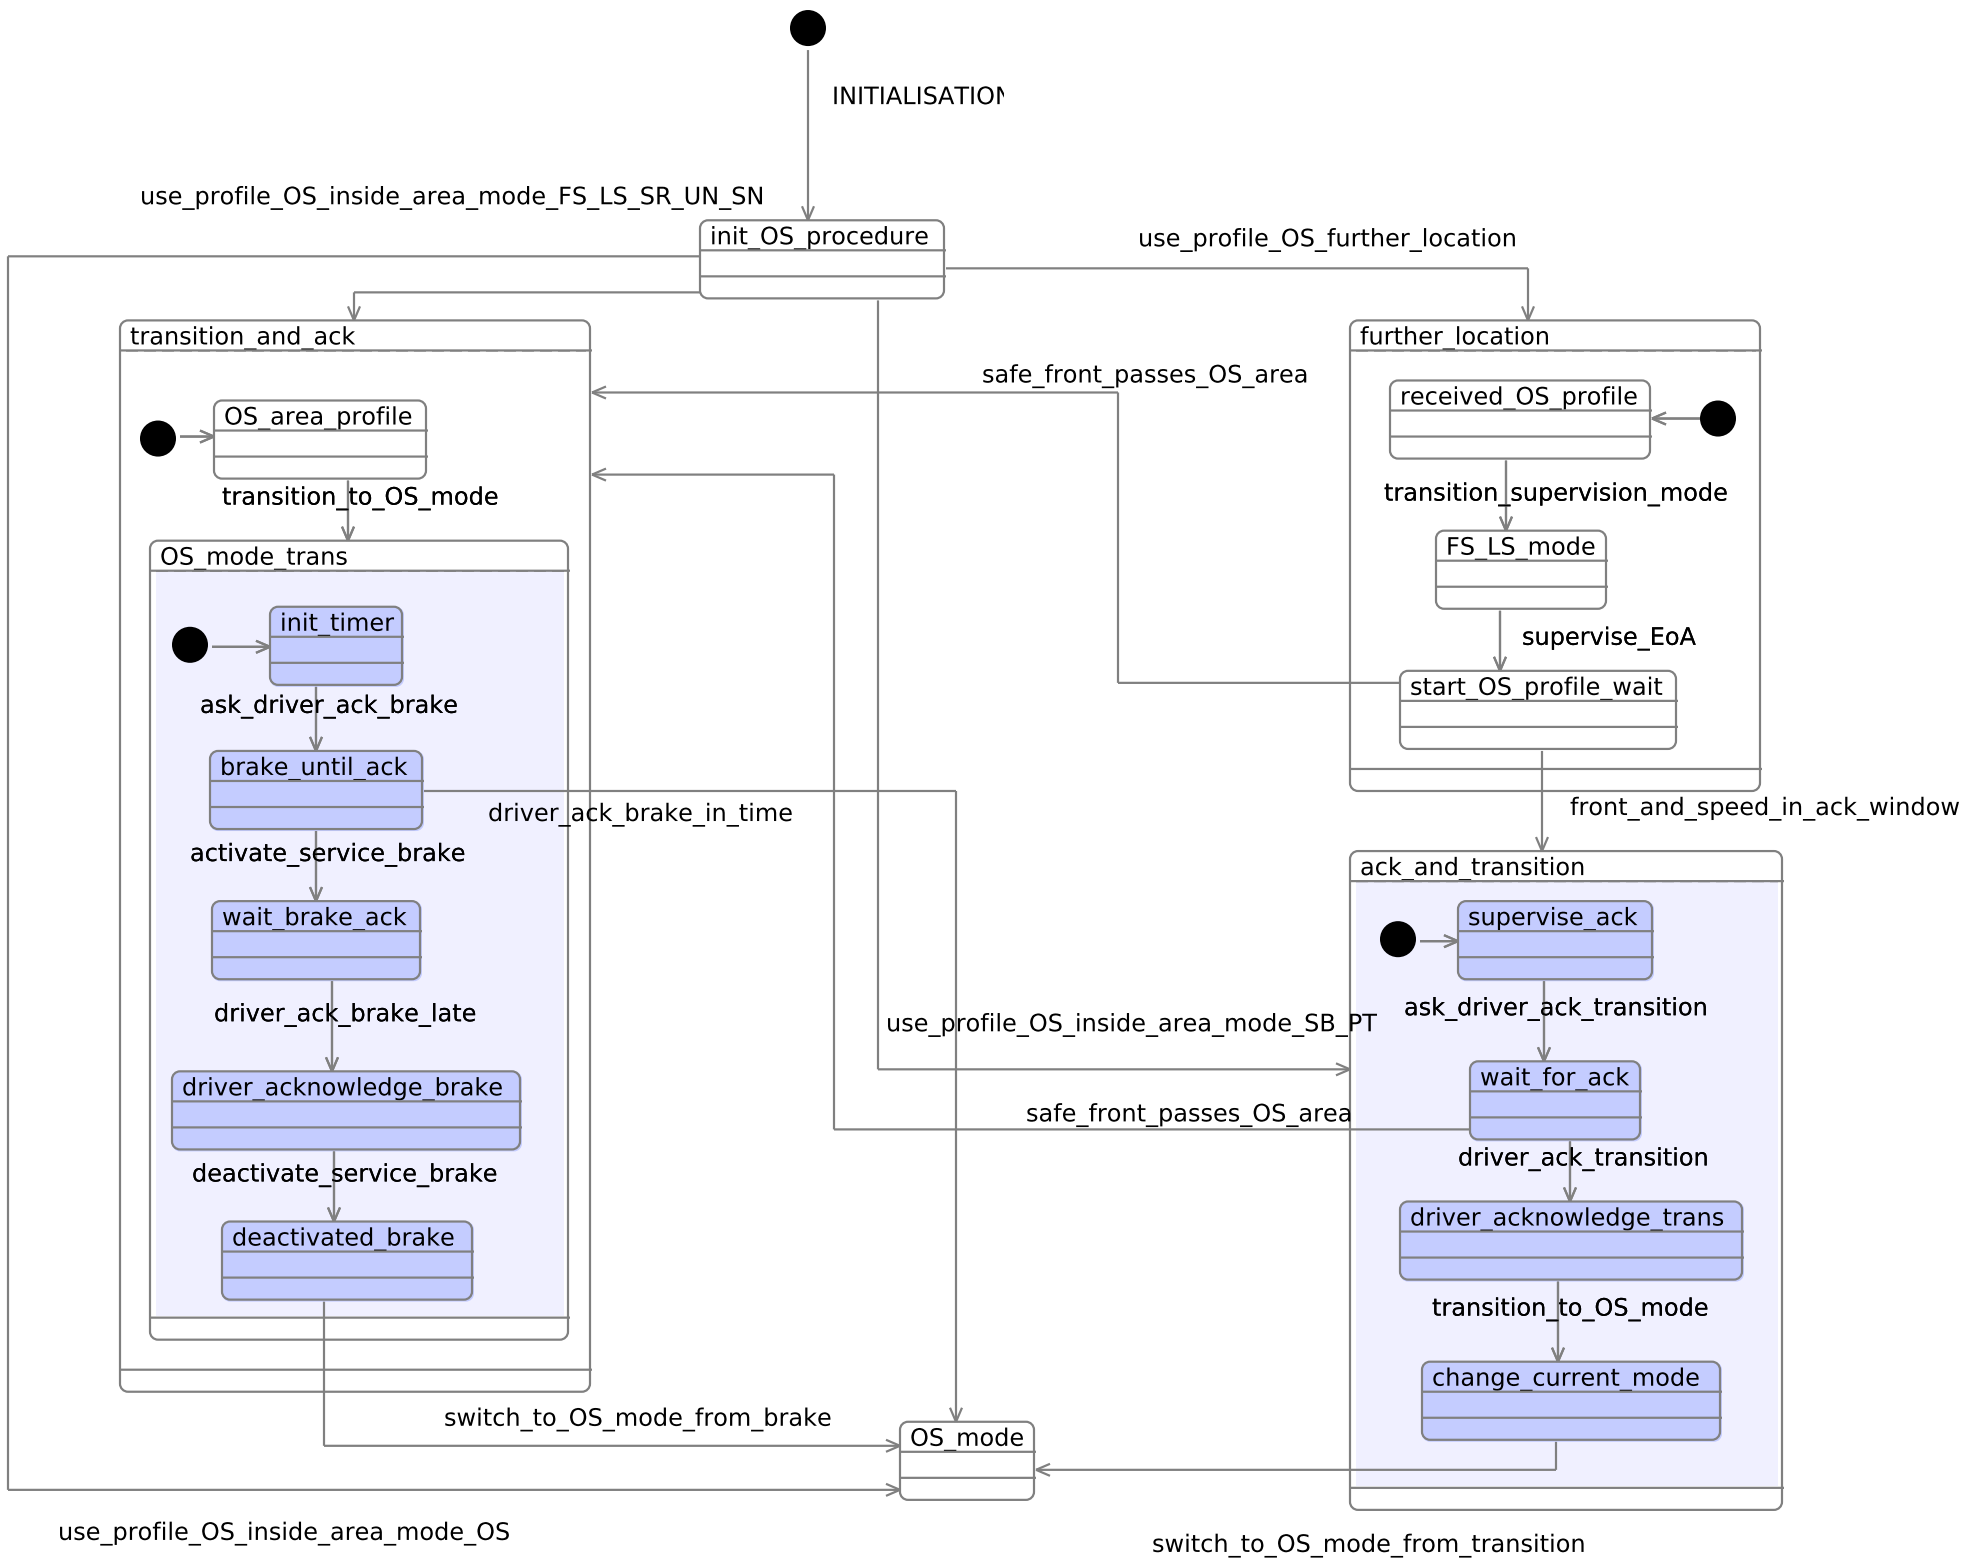 INITIALISATION
use_profile_OS_inside_area_mode_FS_LS_SR_UN_SN
init_OS_procedure
use_profile_OS_further_location
transition_and_ack
further_location
safe_front_passes_OS_area
received_OS_profile
OS_area_profile
transition_to_OS_mode
transition_supervision_mode
OS_mode_trans
FS_LS_mode
init_timer
supervise_EoA
start_OS_profile_wait
ask_driver_ack_brake
brake_until_ack
driver_ack_brake_in_time
front_and_speed_in_ack_window
activate_service_brake
ack_and_transition
wait_brake_ack
supervise_ack
driver_ack_brake_late
use_profile_OS_inside_area_mode_SB_PT
ask_driver_ack_transition
driver_acknowledge_brake
wait_for_ack
safe_front_passes_OS_area
driver_ack_transition
deactivate_service_brake
driver_acknowledge_trans
deactivated_brake
transition_to_OS_mode
change_current_mode
switch_to_OS_mode_from_brake
OS_mode
use_profile_OS_inside_area_mode_OS
switch_to_OS_mode_from_transition